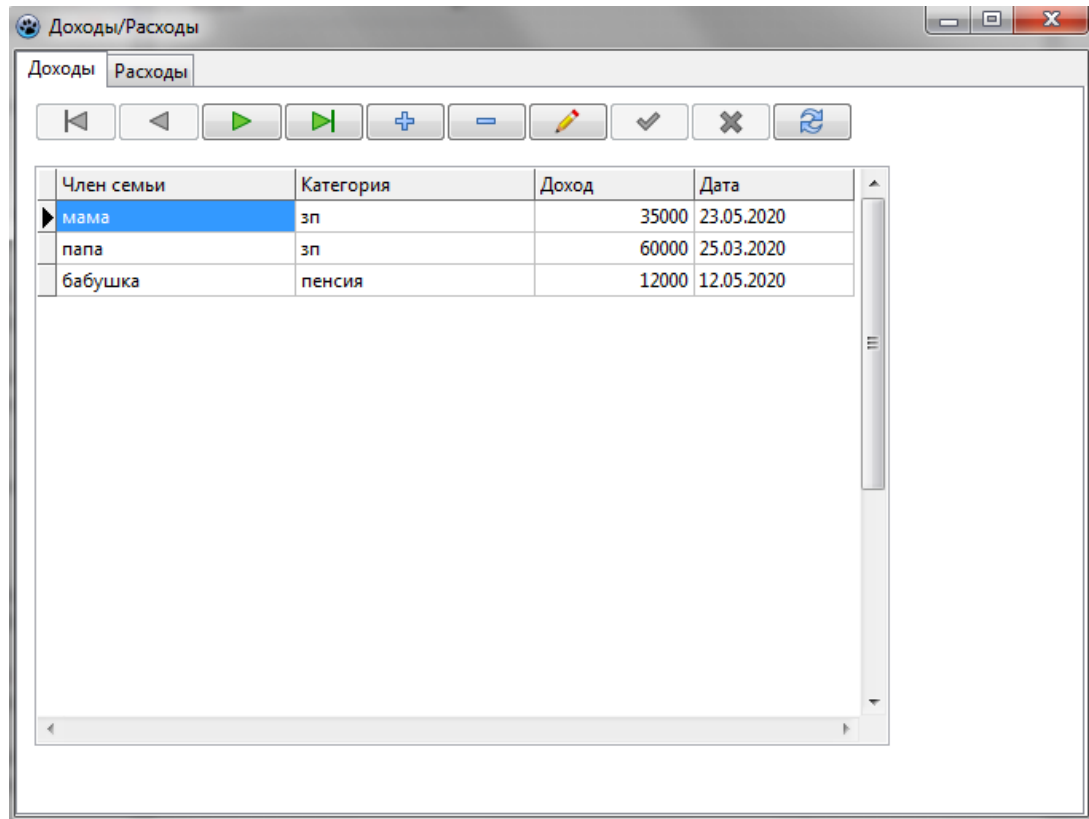 Доходы/Расходы
Доходы Расходы
Член семьи Категория Доход Дата
мама зп 35000 23.05.2020
папа зп 60000 25.03.2020
бабушка пенсия 12000 12.05.2020